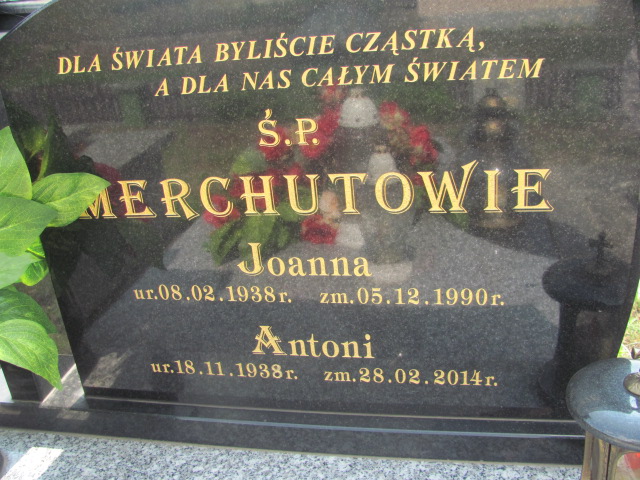 DLA ŚWIATA BYLIŚCIE CZĄSTKĄ,
A DLA NAS CAŁYM ŚWIATEM
Ś.P.
MERCHUTOWIE
Joanna
ur.08.02.1938r. zm.05.12.1990r.
Antoni
ur.18.11.1938r. zm.28.02.2014r.